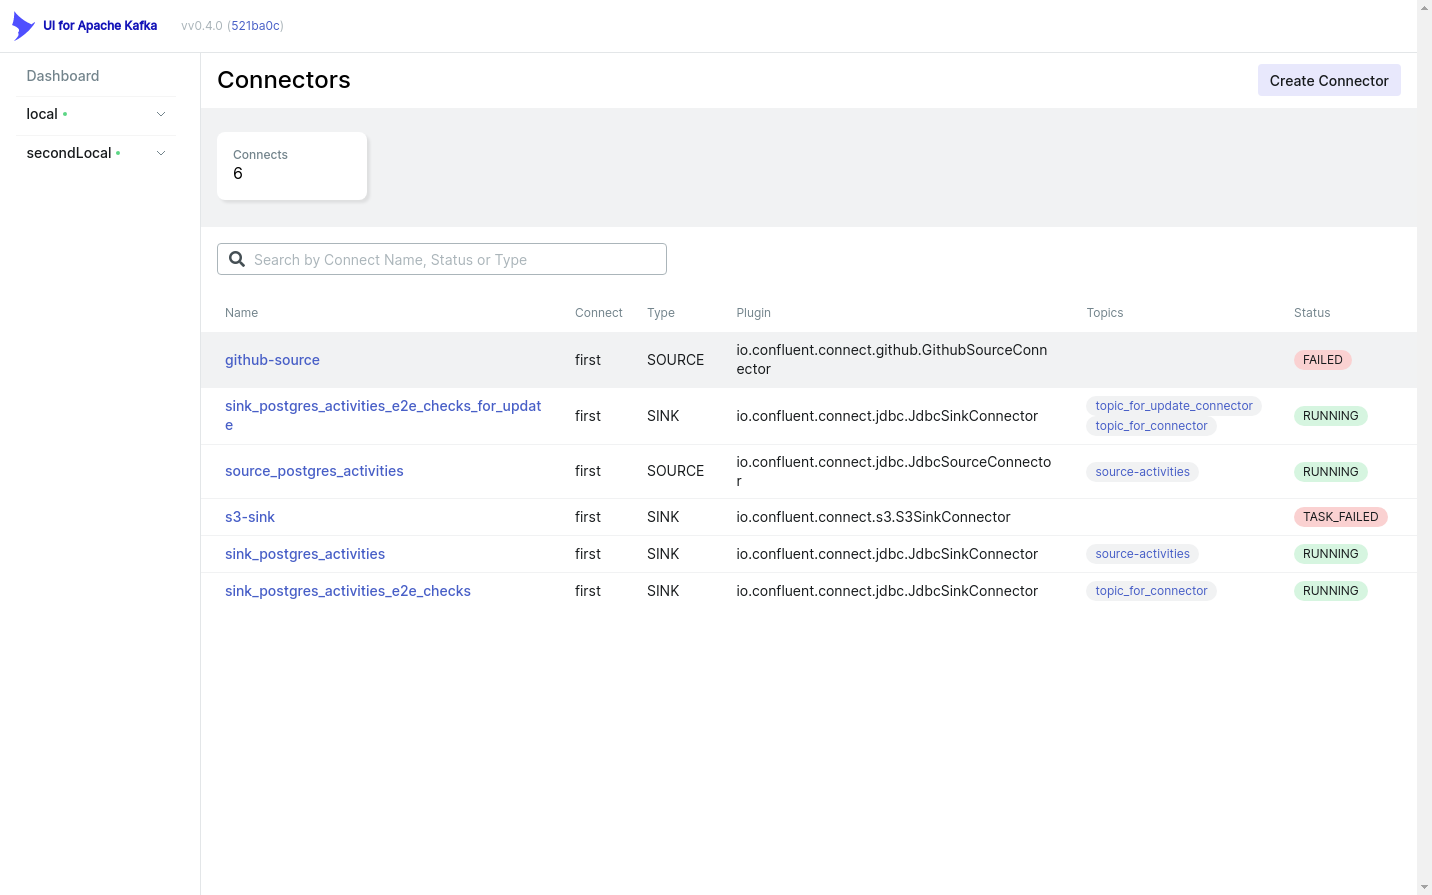 UI for Apache Kafka vv0.4.0 (521ba0c)
Dashboard
local
secondLocal
Connectors
Create Connector
Connects
6
Search by Connect Name, Status or Type
Name Connect Type Plugin Topics Status
github-source first SOURCE io.confluent.connect.github.GithubSourceConn
ector FAILED
sink_postgres_activities_e2e_checks_for_updat
e first SINK io.confluent.connect.jdbc.JdbcSinkConnector topic_for_update_connector
topic_for_connector RUNNING
source_postgres_activities first SOURCE io.confluent.connect.jdbc.JdbcSourceConnecto
r source-activities RUNNING
s3-sink first SINK io.confluent.connect.s3.S3SinkConnector TASK_FAILED
sink_postgres_activities first SINK io.confluent.connect.jdbc.JdbcSinkConnector source-activities RUNNING
sink_postgres_activities_e2e_checks first SINK io.confluent.connect.jdbc.JdbcSinkConnector topic_for_connector RUNNING